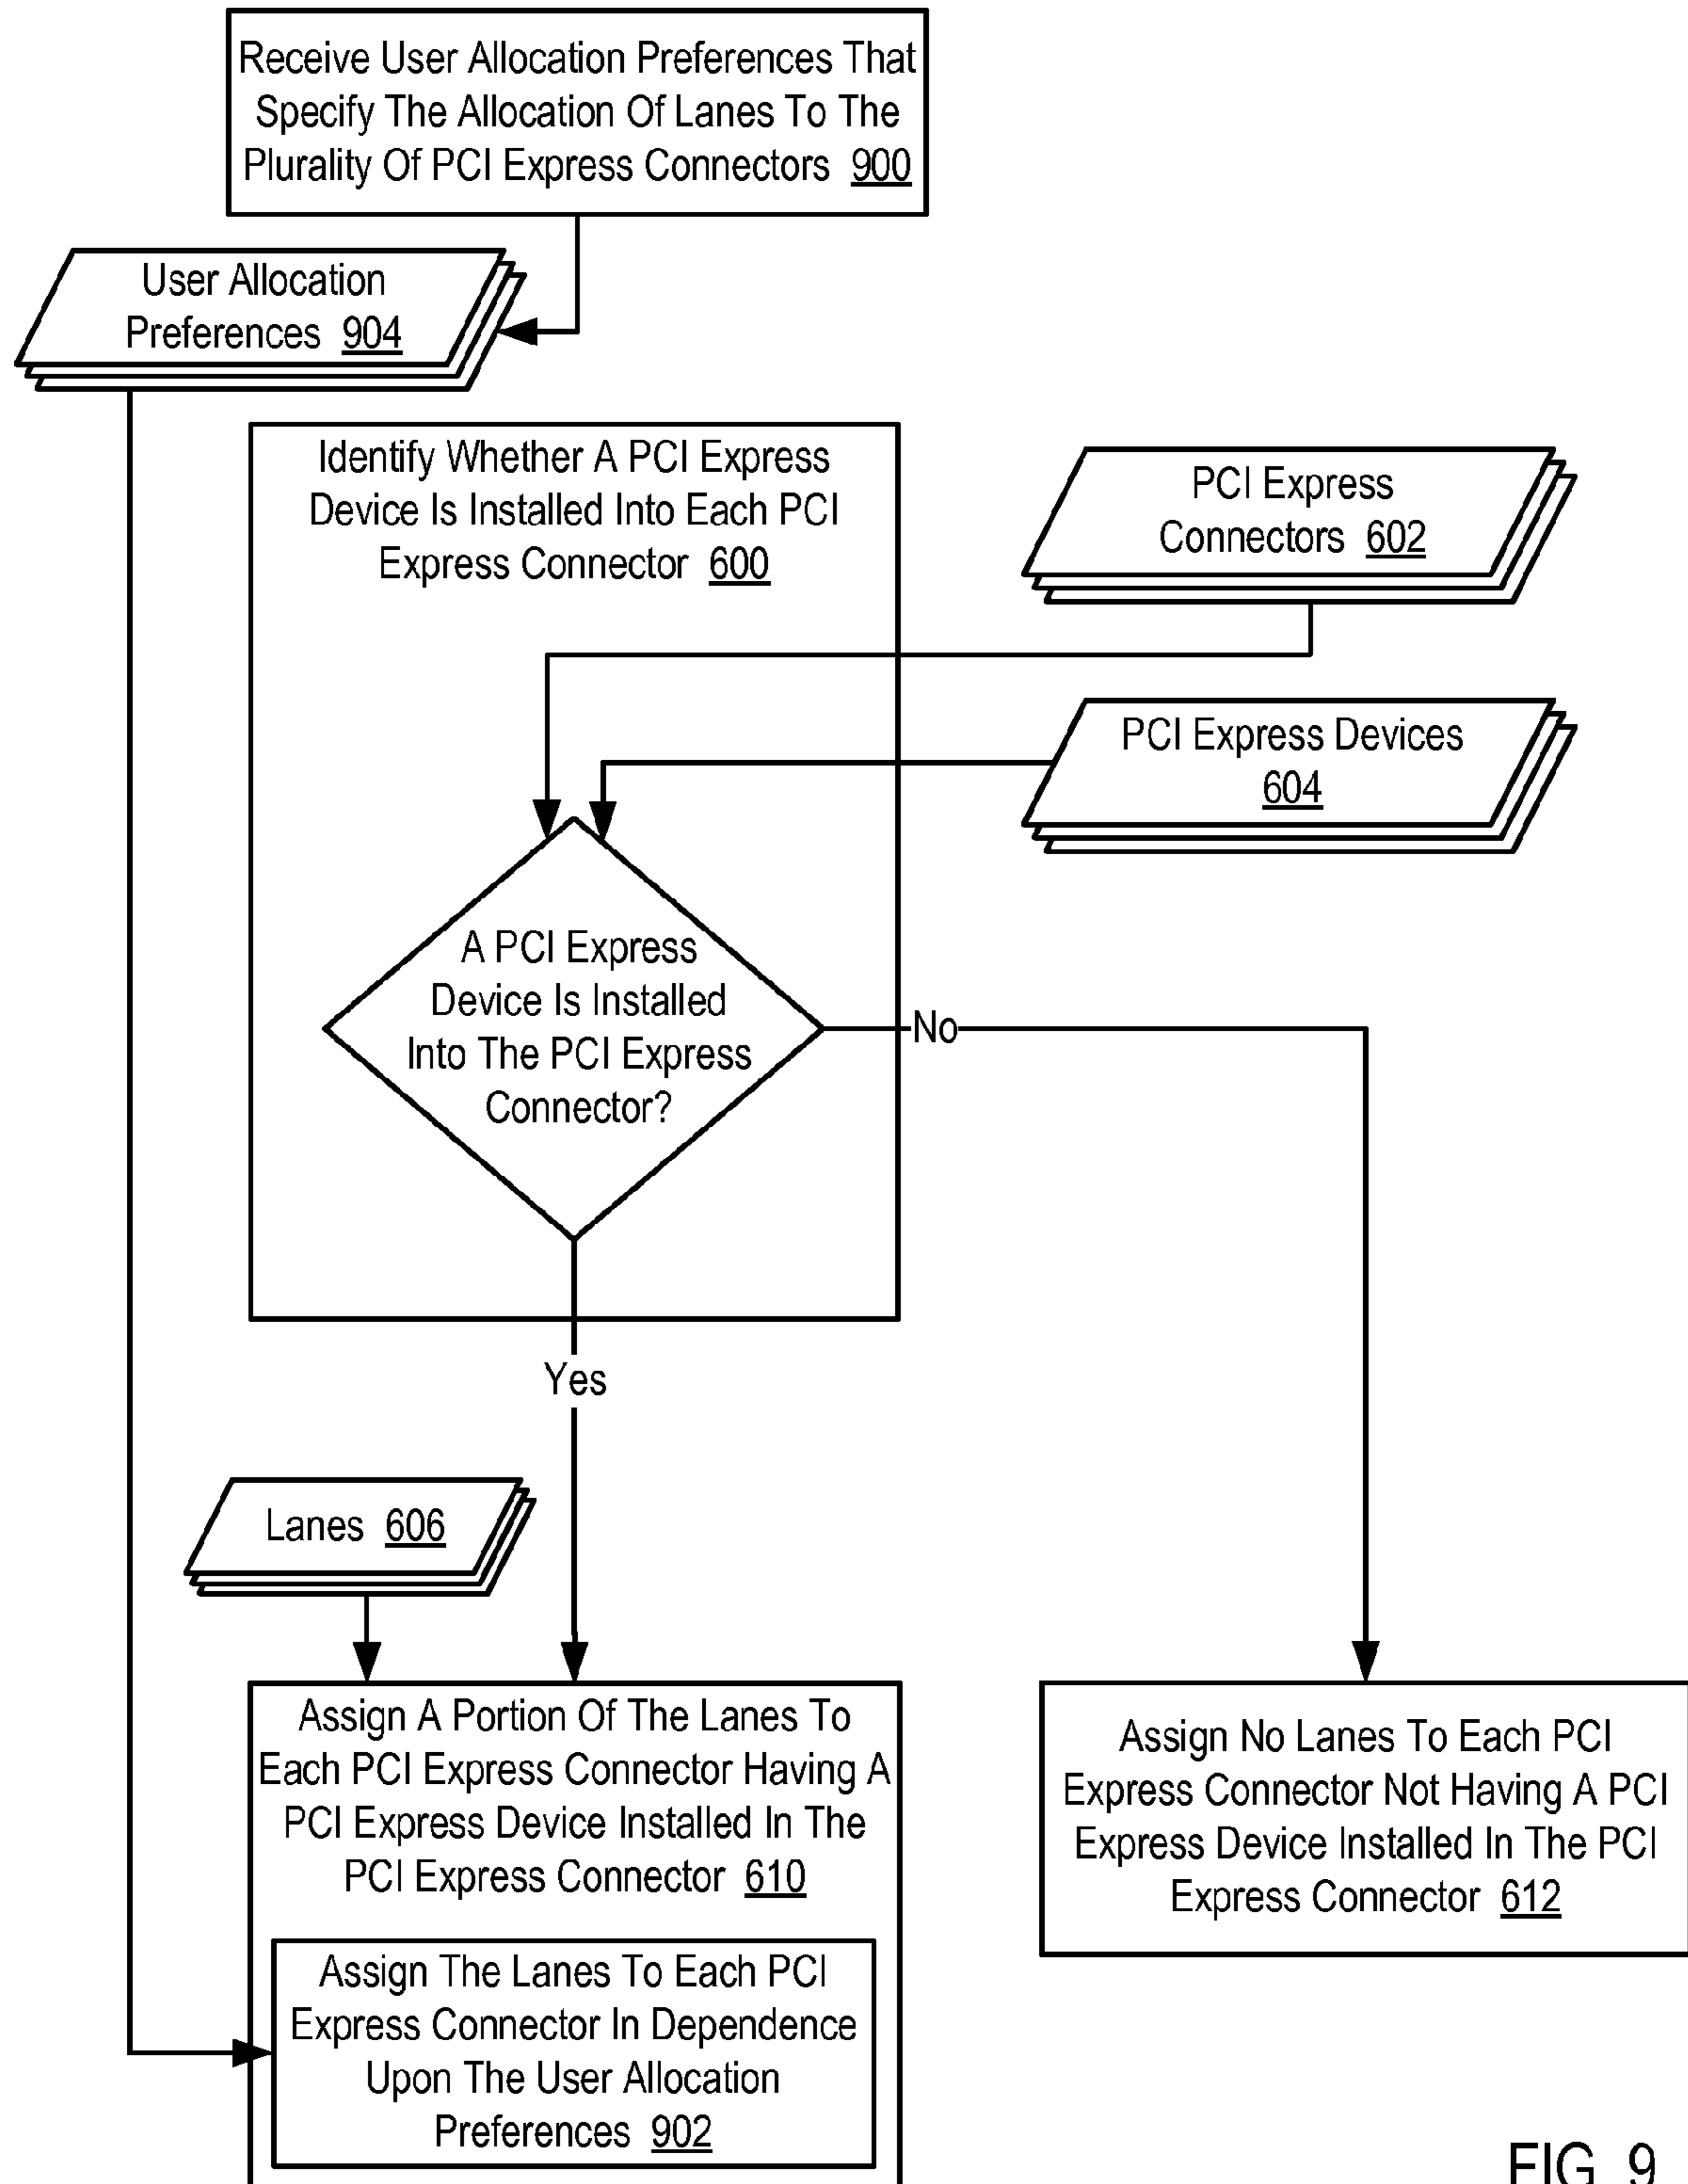 Receive User Allocation Preferences That
Specify The Allocation Of Lanes To The
Plurality Of PCI Express Connectors 900
User Allocation
Preferences 904
Identify Whether A PCI Express
Device Is Installed Into Each PCI
Express Connector 600
PCI Express
Connectors 602
PCI Express Devices
604
A PCI Express
Device Is Installed
Into The PCI Express
Connector?
No
Yes
Lanes 606
Assign A Portion Of The Lanes To
Each PCI Express Connector Having A
PCI Express Device Installed In The
PCI Express Connector 610
Assign The Lanes To Each PCI
Express Connector In Dependence
Upon The User Allocation
Preferences 902
Assign No Lanes To Each PCI
Express Connector Not Having A PCI
Express Device Installed In The PCI
Express Connector 612
FIG. 9